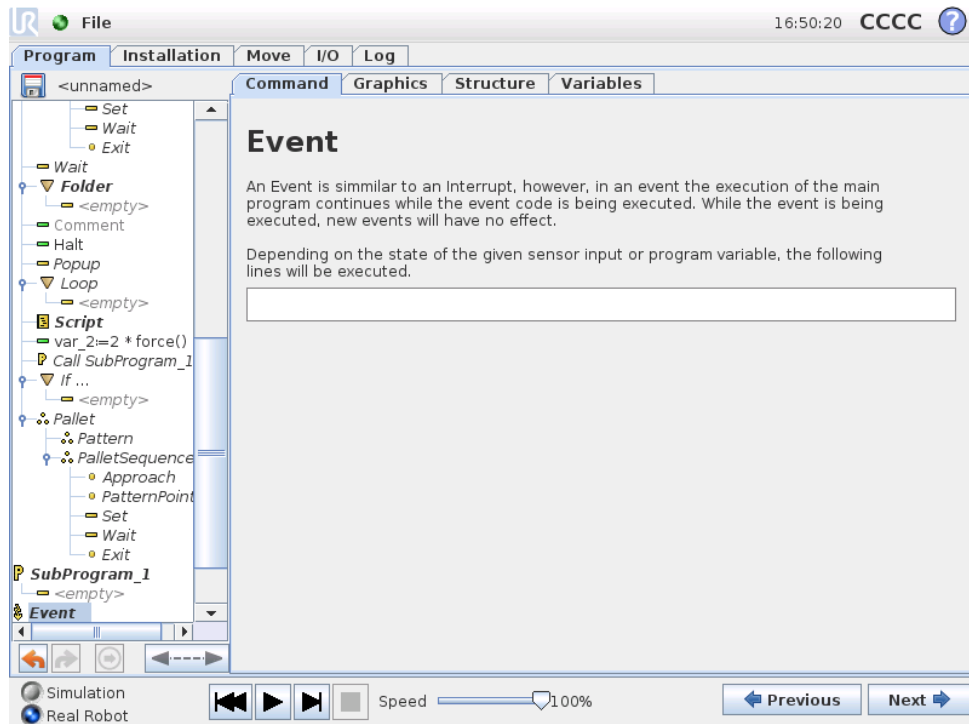 UR File 16:50:20 CCCC ?
Program Installation Move I/O Log
<unnamed>
Command Graphics Structure Variables
Set
Wait
Exit
Wait
Folder
<empty>
Comment
Halt
Popup
Loop
<empty>
Script
var_2:=2 * force()
Call SubProgram_1
If ...
<empty>
Pallet
Pattern
PalletSequence
Approach
PatternPoint
Set
Wait
Exit
P SubProgram_1
<empty>
Event
Event
An Event is simmilar to an Interrupt, however, in an event the execution of the main
program continues while the event code is being executed. While the event is being
executed, new events will have no effect.
Depending on the state of the given sensor input or program variable, the following
lines will be executed.
Simulation
Real Robot
Speed 100%
Previous Next